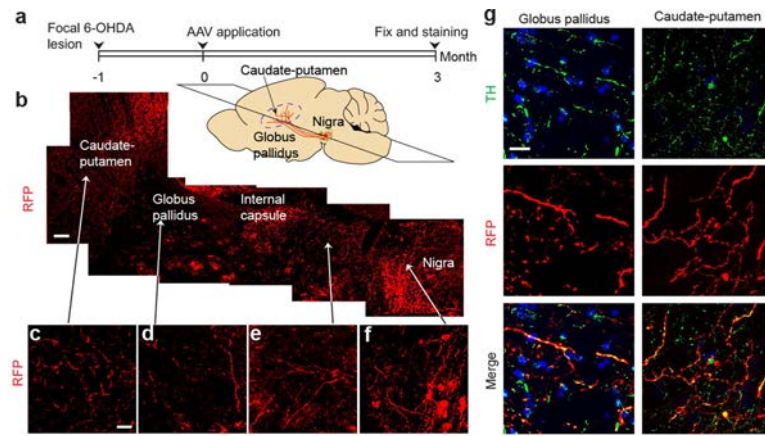 a
Focal 6-OHDA
lesion
AAV application
Fix and staining
Month
-1
0
3
b
Caudate-putamen
Nigra
Globus
pallidus
RFP
Caudate-
putamen
Globus
pallidus
Internal
capsule
Nigra
RFP
c
d
e
f
g
Globus pallidus
Caudate-putamen
TH
RFP
Merge